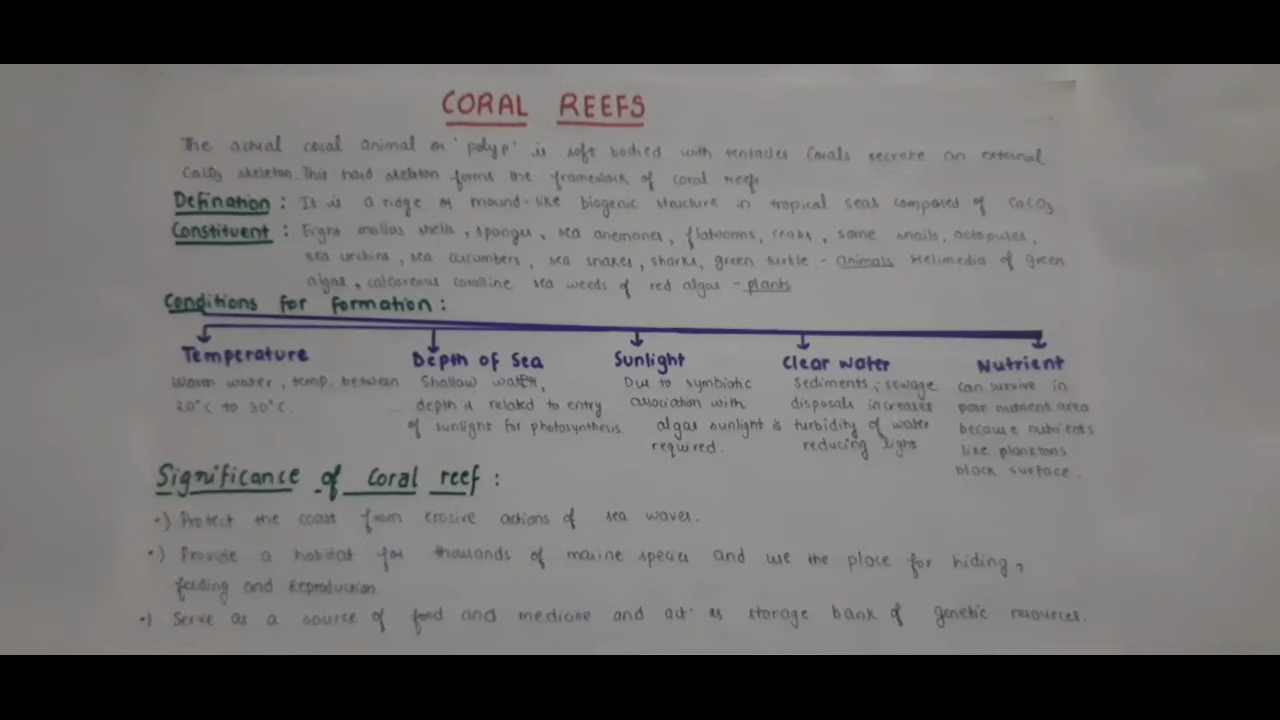 CORAL REEFS
The actual coral animal or 'polyp' is soft bodied with tentacles Corals secrete an external
CaCO3 skeleton. This hard skeleton forms the framework of coral reefs
Defination : It is a ridge or mound-like biogenic structure in tropical seas composed of CaCO3
Constituent : Eight shells, sponges, sea anemones, flatworms, crabs, some snails, octopuses,
sea urchins, sea cucumbers, sea snakes, sharks, green turtle - animals Helimedia of green
algae, calcareous coralline sea weeds of red algae - plants
Conditions for formation :
Temperature Depth of Sea Sunlight Clear water Nutrient
Warm water, temp. between Shallow water, Due to symbiotic Sediments, sewage can survive in
20°C to 30°C. depth is related to entry association with disposals increases poor nutrient area
of sunlight for photosynthesis. algae sunlight is turbidity of water because nutrients
required. reducing light like planktons
block surface.
Significance of coral reef :
•) Protect the coast from erosive actions of sea waves.
•) Provide a habitat for thousands of marine species and use the place for hiding,
feeding and Reproduction.
•) Serve as a source of food and medicine and act as storage bank of genetic resources.